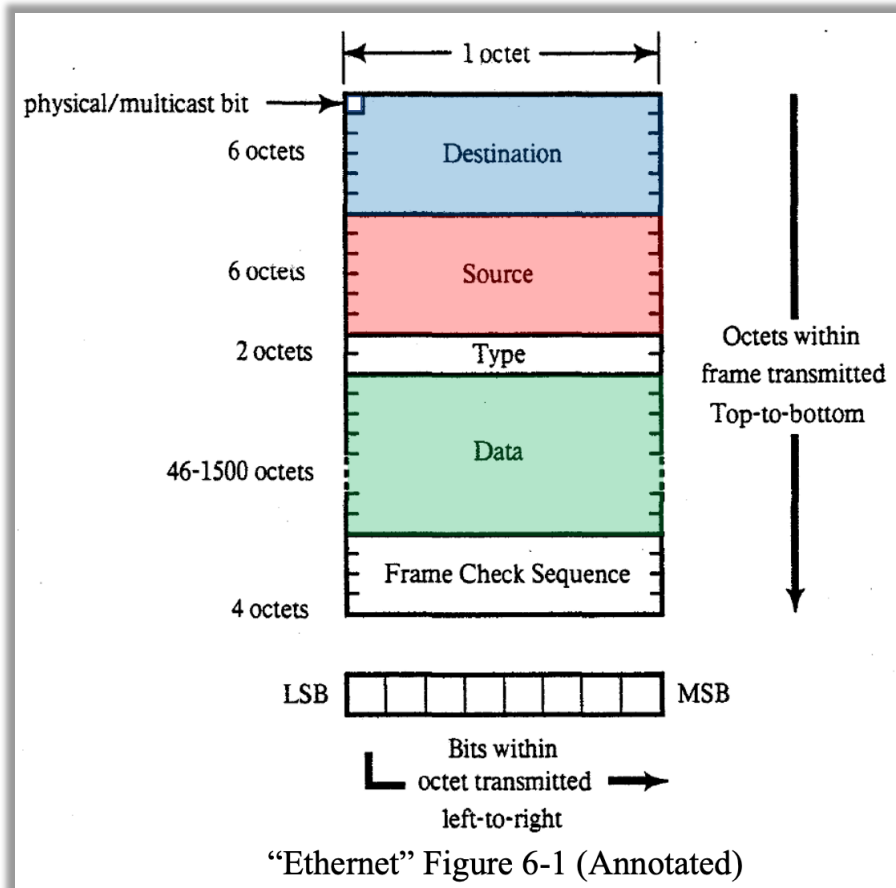 1 octet
physical/multicast bit
6 octets
Destination
6 octets
Source
2 octets
Type
Octets within
frame transmitted
Top-to-bottom
46-1500 octets
Data
Frame Check Sequence
4 octets
LSB
MSB
Bits within
octet transmitted
left-to-right
“Ethernet” Figure 6-1 (Annotated)